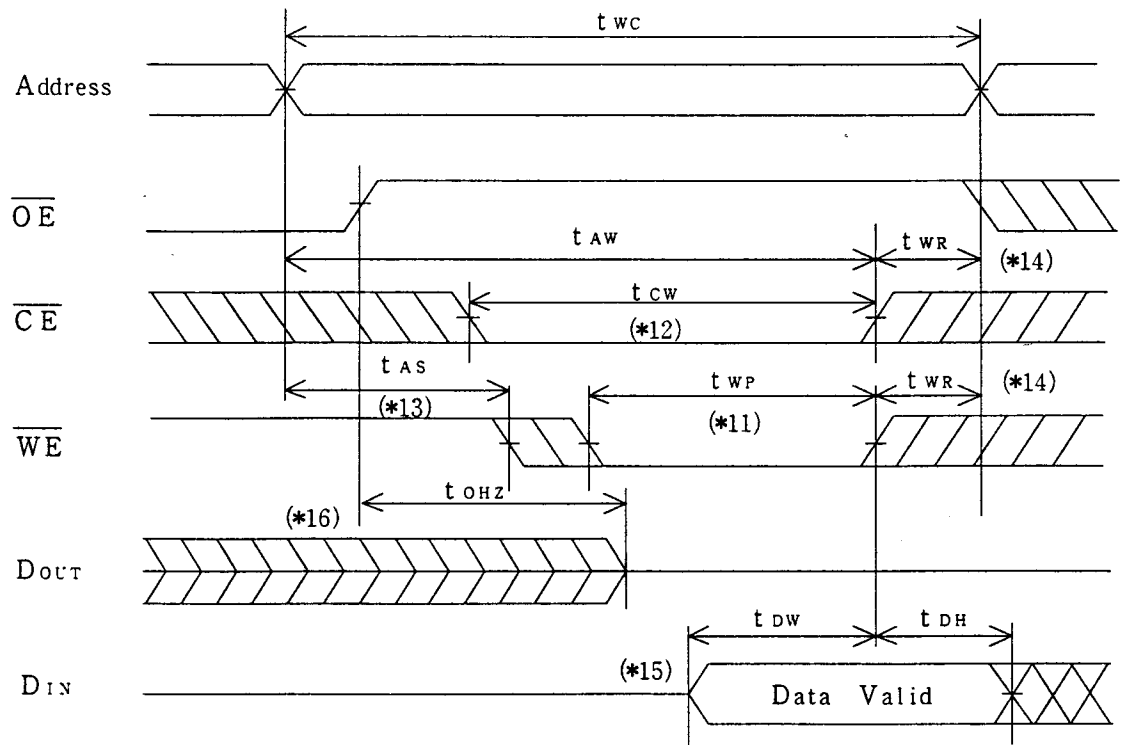 t WC
Address
OE
t AW
t WR
(*14)
CE
t CW
(*12)
t AS
(*13)
t WP
(*11)
t WR
(*14)
WE
t OHZ
(*16)
DOUT
t DW
t DH
(*15)
DIN
Data Valid